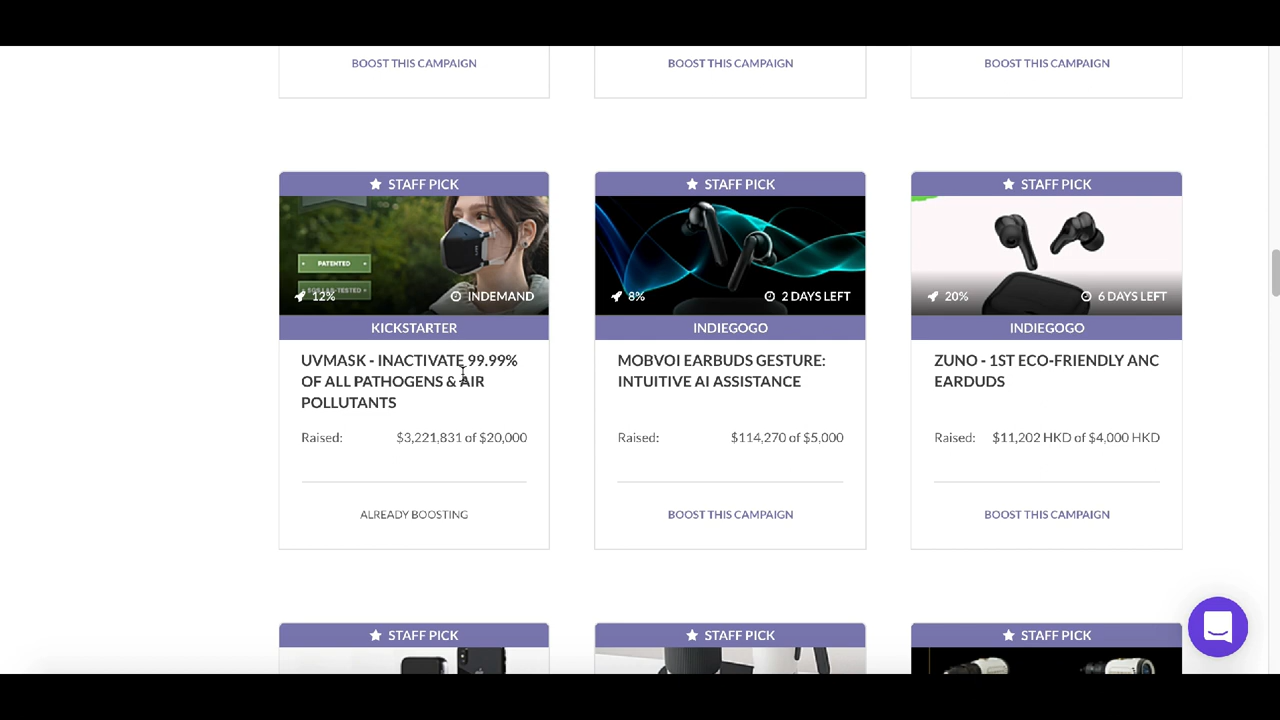 BOOST THIS CAMPAIGN
BOOST THIS CAMPAIGN
BOOST THIS CAMPAIGN
STAFF PICK
PATENTED
SGS LAB-TESTED
12%
INDEMAND
KICKSTARTER
UVMASK - INACTIVATE 99.99%
OF ALL PATHOGENS & AIR
POLLUTANTS
Raised: $3,221,831 of $20,000
ALREADY BOOSTING
STAFF PICK
8%
2 DAYS LEFT
INDIEGOGO
MOBVOI EARBUDS GESTURE:
INTUITIVE AI ASSISTANCE
Raised: $114,270 of $5,000
BOOST THIS CAMPAIGN
STAFF PICK
20%
6 DAYS LEFT
INDIEGOGO
ZUNO - 1ST ECO-FRIENDLY ANC
EARDUDS
Raised: $11,202 HKD of $4,000 HKD
BOOST THIS CAMPAIGN
STAFF PICK
STAFF PICK
STAFF PICK